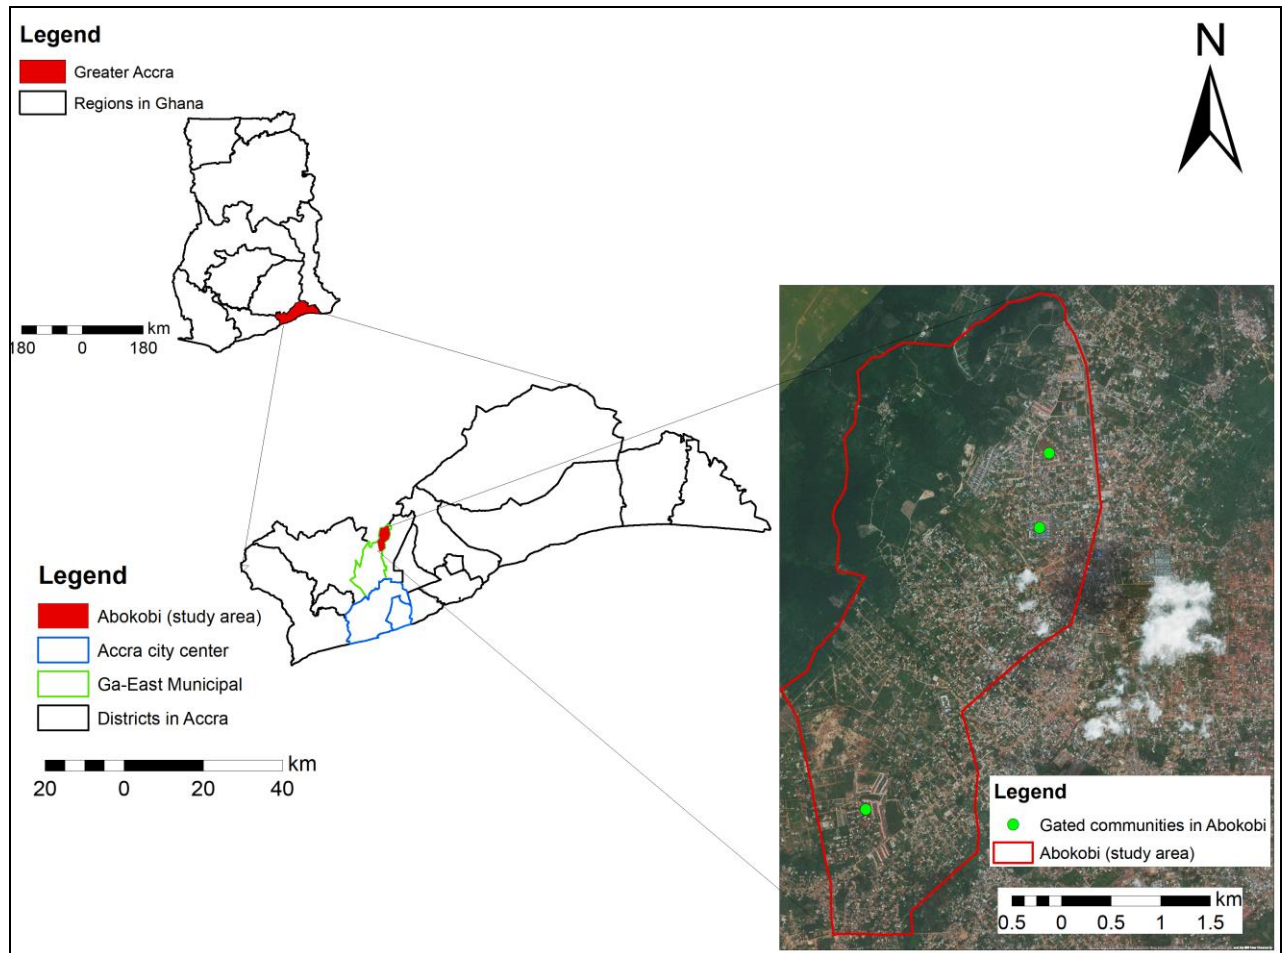 Legend
Greater Accra
Regions in Ghana
N
km
180 0 180
Legend
Abokobi (study area)
Accra city center
Ga-East Municipal
Districts in Accra
km
20 0 20 40
Legend
Gated communities in Abokobi
Abokobi (study area)
km
0.5 0 0.5 1 1.5